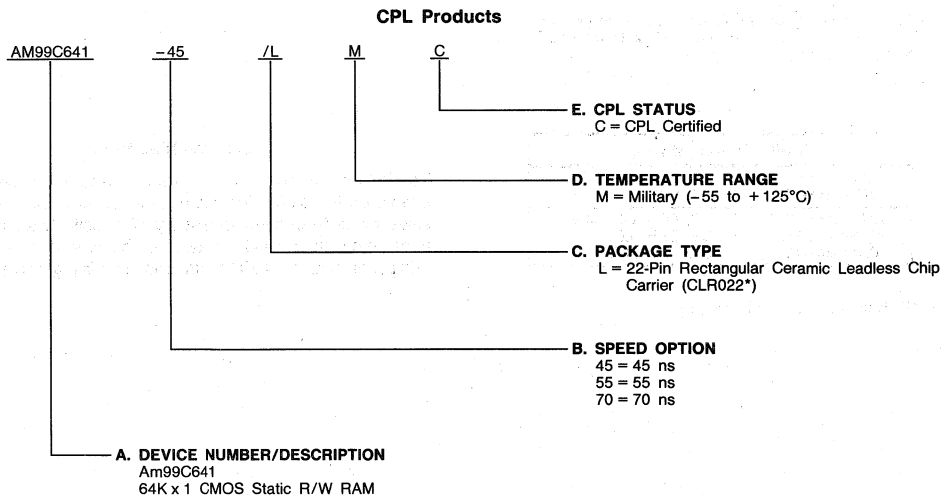 CPL Products
AM99C641 -45 /L M C
E. CPL STATUS
C = CPL Certified
D. TEMPERATURE RANGE
M = Military (-55 to +125°C)
C. PACKAGE TYPE
L = 22-Pin Rectangular Ceramic Leadless Chip
Carrier (CLR022*)
B. SPEED OPTION
45 = 45 ns
55 = 55 ns
70 = 70 ns
A. DEVICE NUMBER/DESCRIPTION
Am99C641
64K x 1 CMOS Static R/W RAM